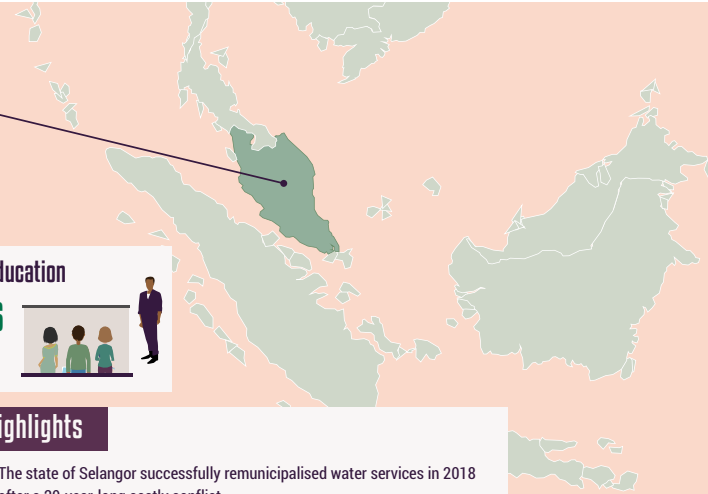 ducation
ighlights
The state of Selangor successfully remunicipalised water services in 2018